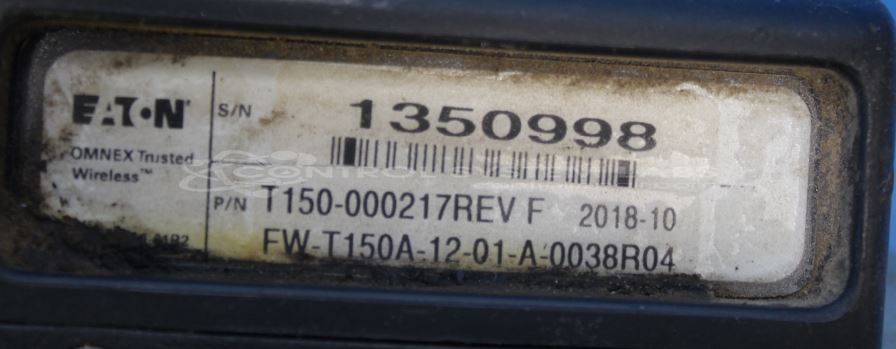 EATON
OMNEX Trusted
Wireless™
S/N 1350998
P/N T150-000217REV F 2018-10
FW-T150A-12-01-A-0038R04